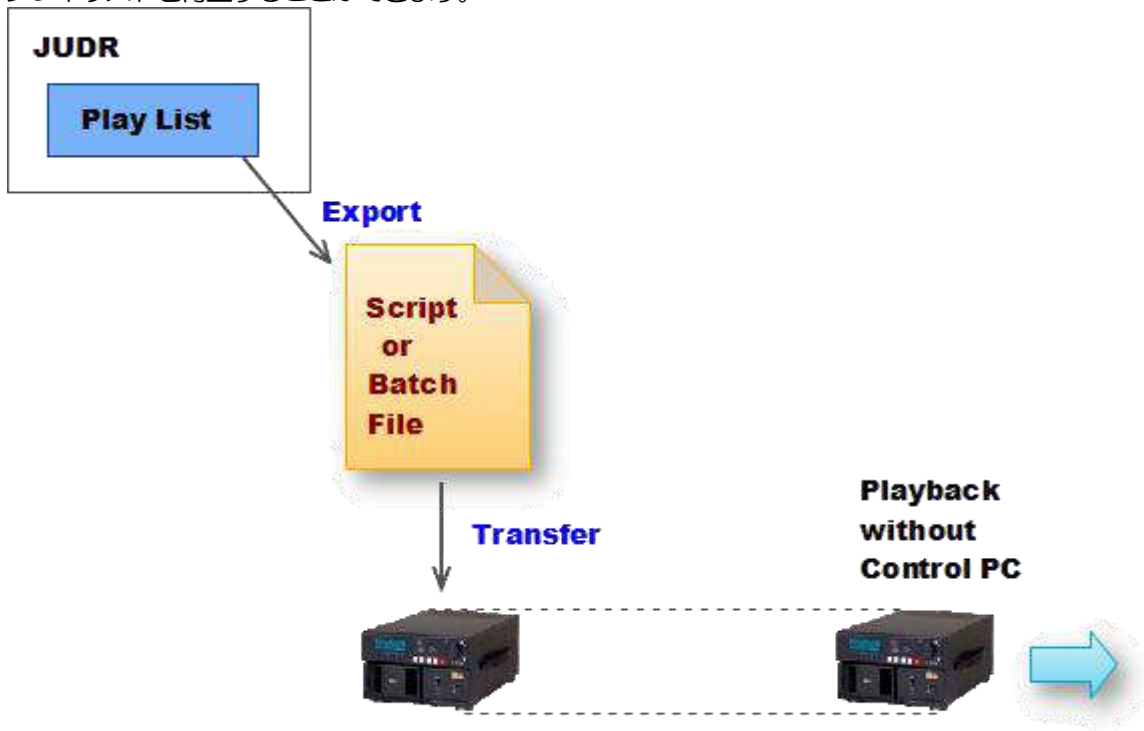 JUDR
Play List
Export
Script
or
Batch
File
Transfer
Playback
without
Control PC